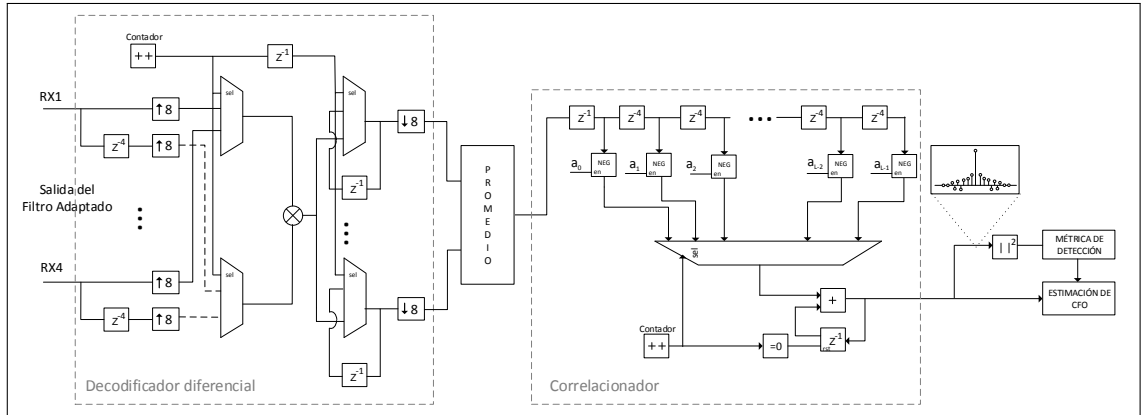 Contador
++
z-1
sel
sel
RX1
↑8
↓8
z-4
↑8
z-1
Salida del
Filtro Adaptado
RX4
↑8
sel
sel
↓8
z-4
↑8
z-1
Decodificador diferencial
PROMEDIO
z-1
z-4
z-4
z-4
z-4
a0
NEG
en
a1
NEG
en
a2
NEG
en
aL-2
NEG
en
aL-1
NEG
en
sel
Contador
++
=0
+
z-1
rst
Correlacionador
| |2
MÉTRICA DE
DETECCIÓN
ESTIMACIÓN DE
CFO